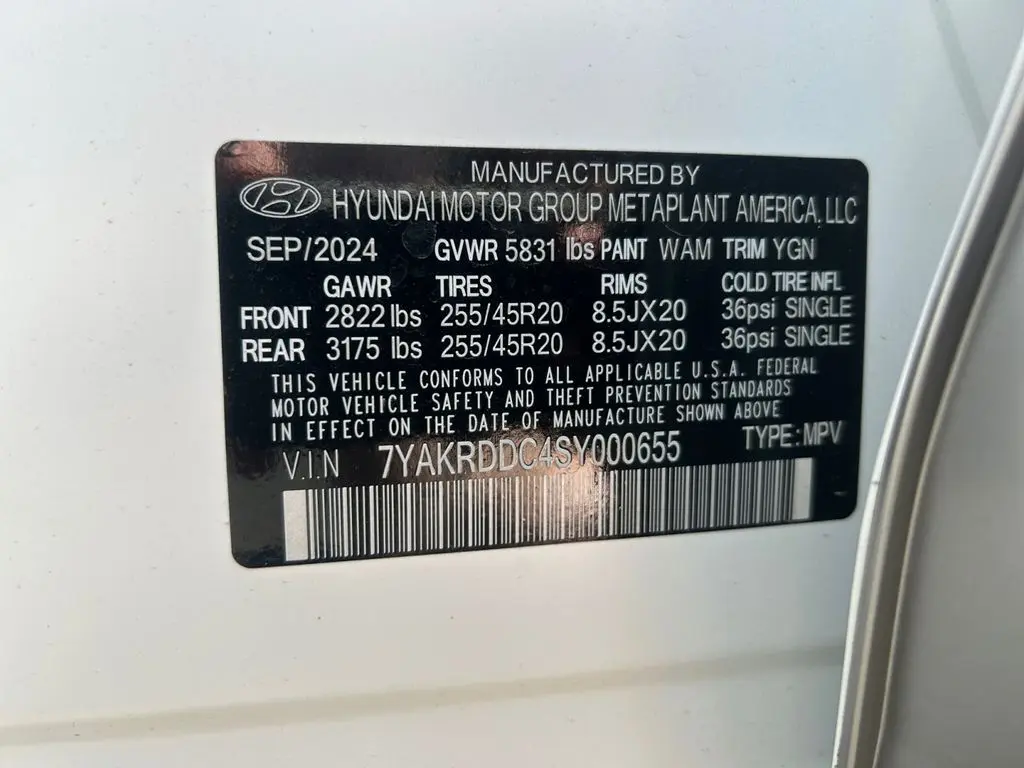 MANUFACTURED BY
HYUNDAI MOTOR GROUP METAPLANT AMERICA, LLC
SEP/2024 GVWR 5831 lbs PAINT WAM TRIM YGN
GAWR TIRES RIMS COLD TIRE INFL
FRONT 2822 lbs 255/45R20 8.5JX20 36psi SINGLE
REAR 3175 lbs 255/45R20 8.5JX20 36psi SINGLE
THIS VEHICLE CONFORMS TO ALL APPLICABLE U.S.A. FEDERAL
MOTOR VEHICLE SAFETY AND THEFT PREVENTION STANDARDS
IN EFFECT ON THE DATE OF MANUFACTURE SHOWN ABOVE
V.I.N 7YAKRDDC4SY000655 TYPE:MPV